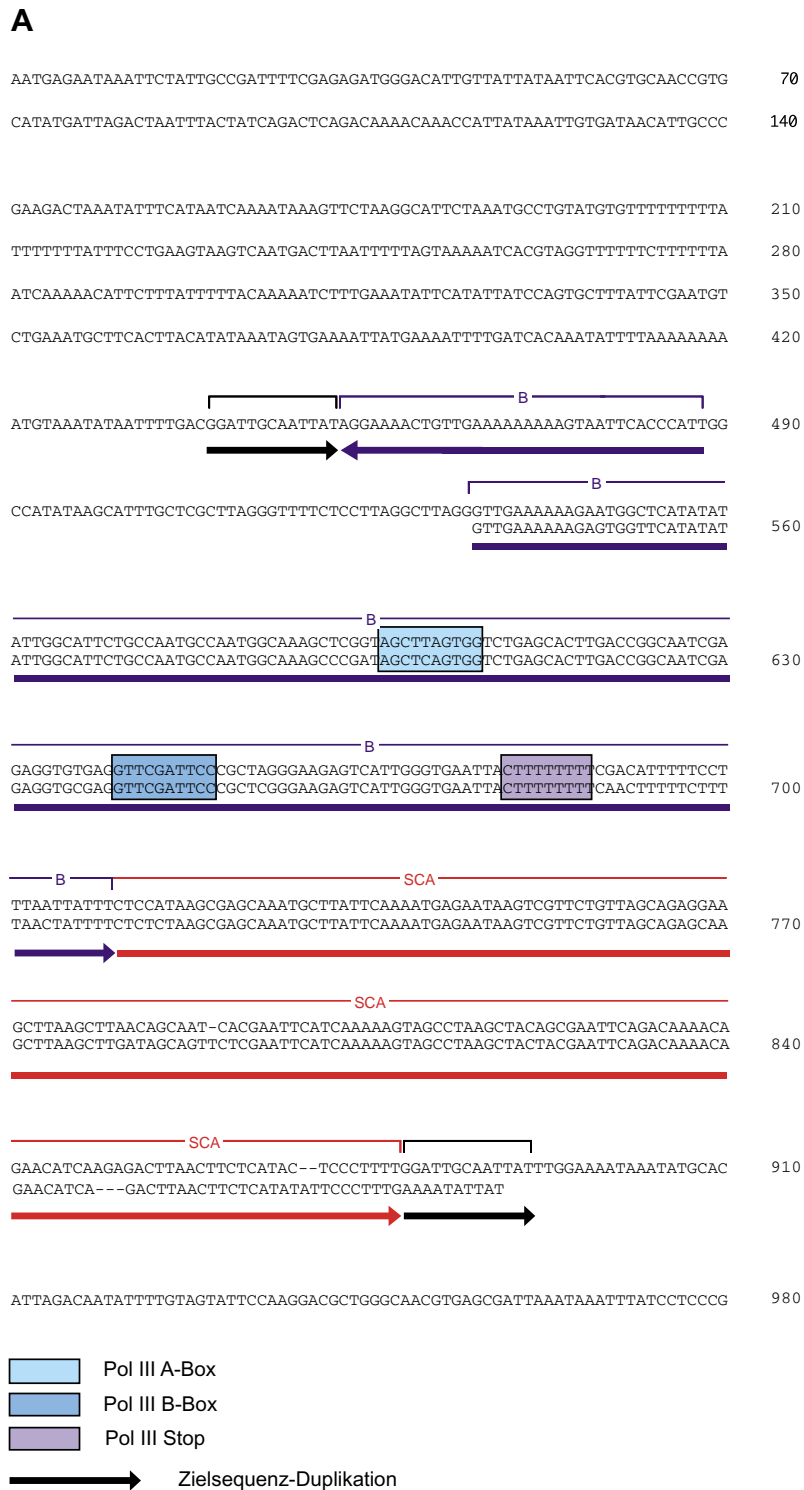 A
AATGAGAATAAATTCTATTGCCGATTTTCGAGAGATGGGACATTGTTATTATAATTCACGTGCAACCGTG 70
CATATGATTAGACTAATTTACTATCAGACTCAGACAAAACAAACCATTATAAATTGTGATAACATTGCCC 140
GAAGACTAAATATTTCATAATCAAAATAAAGTTCTAAGGCATTCTAAATGCCTGTATGTGTTTTTTTTTA 210
TTTTTTTATTTCCTGAAGTAAGTCAATGACTTAATTTTTAGTAAAAATCACGTAGGTTTTTTCTTTTTTA 280
ATCAAAAACATTCTTTATTTTTACAAAAATCTTTGAAATATTCATATTATCCAGTGCTTTATTCGAATGT 350
CTGAAATGCTTCACTTACATATAAATAGTGAAAATTATGAAAATTTTGATCACAAATATTTTAAAAAAAA 420
B
ATGTAAATATAATTTTGACGGATTGCAATTATAGGAAAACTGTTGAAAAAAAAAAGTAATTCACCCATTGG 490
B
CCATATAAGCATTTGCTCGCTTAGGGTTTTCTCCTTAGGCTTAGGGTTGAAAAAAGAATGGCTCATATAT
GTTGAAAAAAGAGTGGTTCATATAT 560
B
ATTGGCATTCTGCCAATGCCAATGGCAAAGCTCGGTAGCTTAGTGGTCTGAGCACTTGACCGGCAATCGA
ATTGGCATTCTGCCAATGCCAATGGCAAAGCCCGATAGCTCAGTGGTCTGAGCACTTGACCGGCAATCGA 630
B
GAGGTGTGAGGTTCGATTCCCGCTAGGGAAGAGTCATTGGGTGAATTACTTTTTTTTCGACATTTTTCCT
GAGGTGCGAGGTTCGATTCCCGCTCGGGAAGAGTCATTGGGTGAATTACTTTTTTTTCAACTTTTTCTTT 700
B SCA
TTAATTATTTCTCCATAAGCGAGCAAATGCTTATTCAAAATGAGAATAAGTCGTTCTGTTAGCAGAGGAA
TAACTATTTTCTCTCTAAGCGAGCAAATGCTTATTCAAAATGAGAATAAGTCGTTCTGTTAGCAGAGCAA 770
SCA
GCTTAAGCTTAACAGCAAT-CACGAATTCATCAAAAAGTAGCCTAAGCTACAGCGAATTCAGACAAAACA
GCTTAAGCTTGATAGCAGTTCTCGAATTCATCAAAAAGTAGCCTAAGCTACTACGAATTCAGACAAAACA 840
SCA
GAACATCAAGAGACTTAACTTCTCATAC--TCCCTTTTGGATTGCAATTATTTGGAAAATAAATATGCAC 910
GAACATCA---GACTTAACTTCTCATATATTCCCTTTGAAAATATTAT
ATTAGACAATATTTTGTAGTATTCCAAGGACGCTGGGCAACGTGAGCGATTAAATAAATTTATCCTCCCG 980
Pol III A-Box
Pol III B-Box
Pol III Stop
Zielsequenz-Duplikation